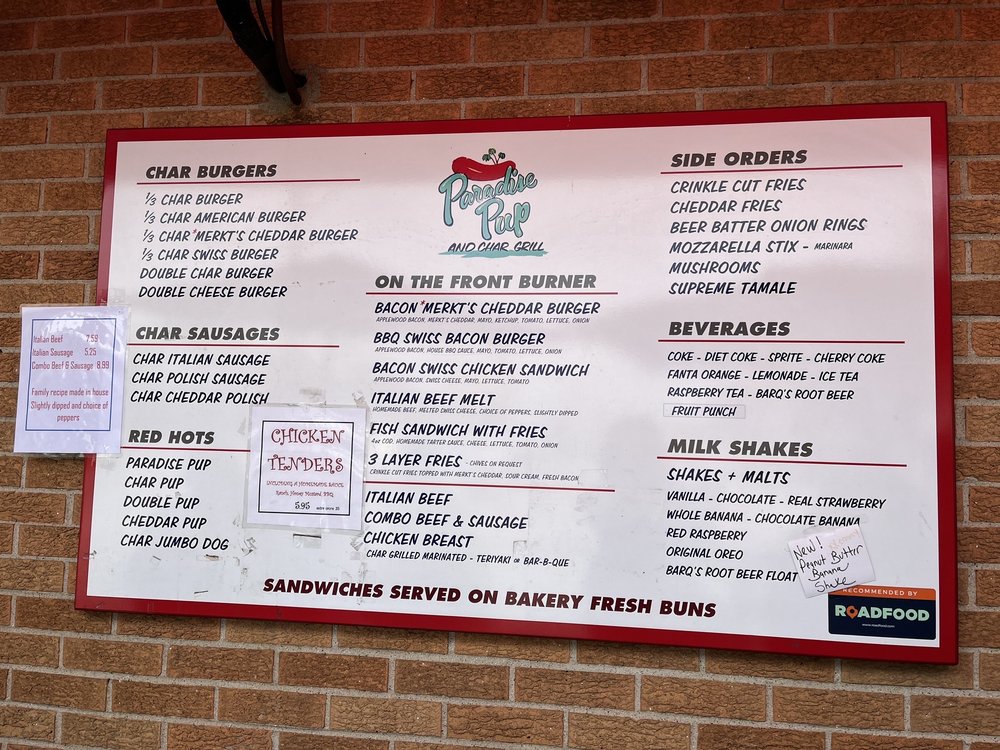 Paradise
Pup
AND CHAR GRILL
CHAR BURGERS
1/3 CHAR BURGER
1/3 CHAR AMERICAN BURGER
1/3 CHAR *MERKT'S CHEDDAR BURGER
1/3 CHAR SWISS BURGER
DOUBLE CHAR BURGER
DOUBLE CHEESE BURGER
CHAR SAUSAGES
CHAR ITALIAN SAUSAGE
CHAR POLISH SAUSAGE
CHAR CHEDDAR POLISH
RED HOTS
PARADISE PUP
CHAR PUP
DOUBLE PUP
CHEDDAR PUP
CHAR JUMBO DOG
Italian Beef 7.59
Italian Sausage 5.25
Combo Beef & Sausage 8.99
Family recipe made in house
Slightly dipped and choice of
peppers
CHICKEN
TENDERS
INCLUDING A HOMEMADE SAUCE
Ranch, Honey Mustard, BBQ
5.95
ON THE FRONT BURNER
BACON *MERKT'S CHEDDAR BURGER
APPLEWOOD BACON, MERKT'S CHEDDAR, MAYO, KETCHUP, TOMATO, LETTUCE, ONION
BBQ SWISS BACON BURGER
APPLEWOOD BACON, HOUSE BBQ SAUCE, MAYO, TOMATO, LETTUCE, ONION
BACON SWISS CHICKEN SANDWICH
APPLEWOOD BACON, SWISS CHEESE, MAYO, LETTUCE, TOMATO
ITALIAN BEEF MELT
HOMEMADE BEEF, MELTED SWISS CHEESE, CHOICE OF PEPPERS, SLIGHTLY DIPPED
FISH SANDWICH WITH FRIES
4oz COD, HOMEMADE TARTER SAUCE, CHEESE, LETTUCE, TOMATO, ONION
3 LAYER FRIES - CHIVES ON REQUEST
CRINKLE CUT FRIES TOPPED WITH MERKT'S CHEDDAR, SOUR CREAM, FRESH BACON
ITALIAN BEEF
COMBO BEEF & SAUSAGE
CHICKEN BREAST
CHAR GRILLED MARINATED - TERIYAKI OR BAR-B-QUE
SIDE ORDERS
CRINKLE CUT FRIES
CHEDDAR FRIES
BEER BATTER ONION RINGS
MOZZARELLA STIX - MARINARA
MUSHROOMS
SUPREME TAMALE
BEVERAGES
COKE - DIET COKE - SPRITE - CHERRY COKE
FANTA ORANGE - LEMONADE - ICE TEA
RASPBERRY TEA - BARQ'S ROOT BEER
FRUIT PUNCH
MILK SHAKES
SHAKES + MALTS
VANILLA - CHOCOLATE - REAL STRAWBERRY
WHOLE BANANA - CHOCOLATE BANANA
RED RASPBERRY
ORIGINAL OREO
BARQ'S ROOT BEER FLOAT
New!
Peanut Butter
Banana
Shake
RECOMMENDED BY
ROADFOOD
www.roadfood.com
SANDWICHES SERVED ON BAKERY FRESH BUNS